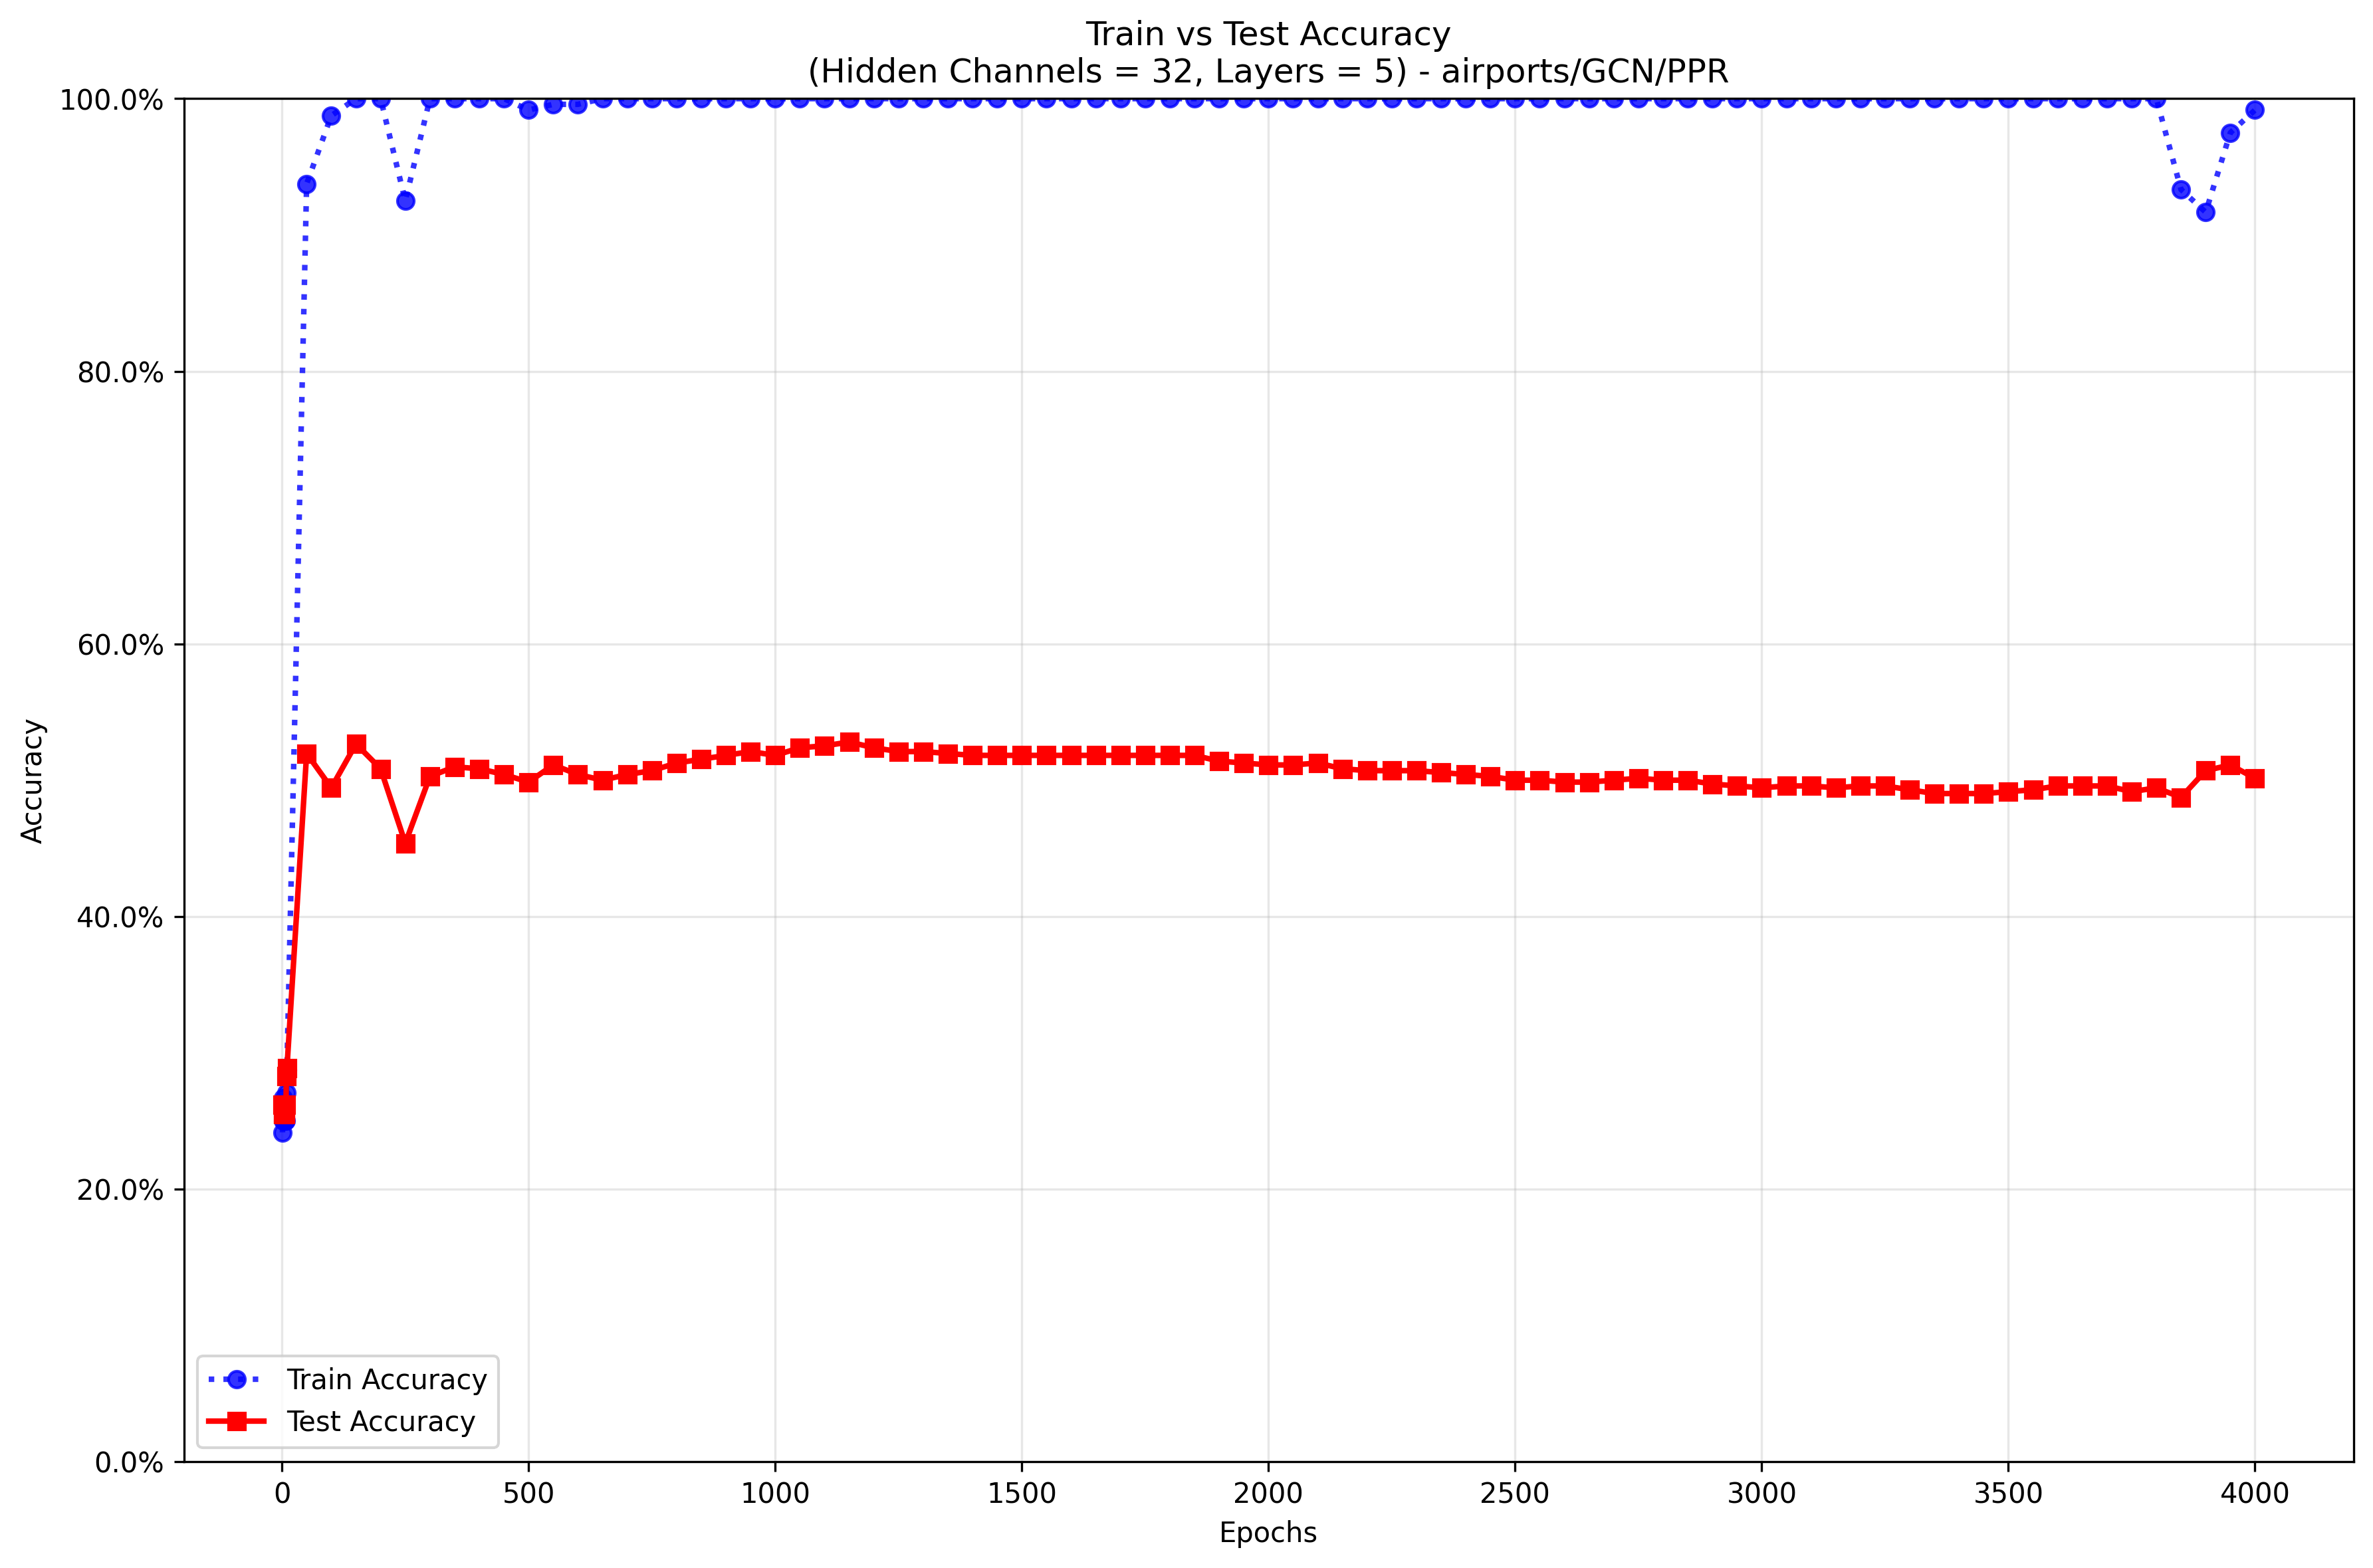 Train vs Test Accuracy
(Hidden Channels = 32, Layers = 5) - airports/GCN/PPR
Accuracy
100.0%
80.0%
60.0%
40.0%
20.0%
0.0%
Train Accuracy
Test Accuracy
0 500 1000 1500 2000 2500 3000 3500 4000
Epochs